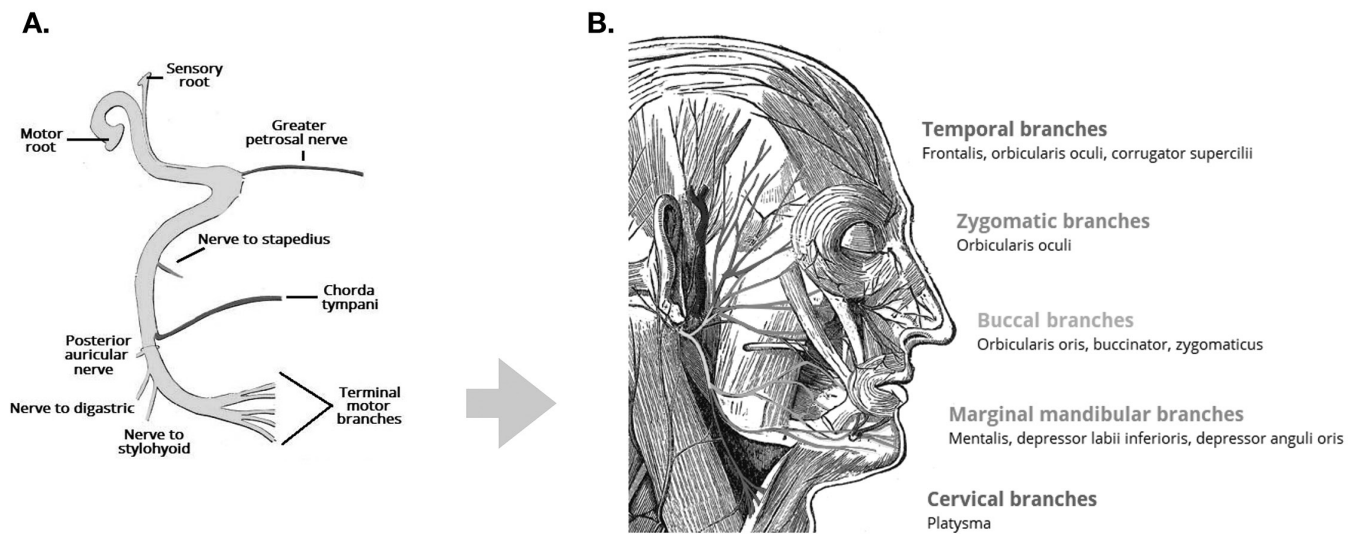 A.
Sensory
root
Motor
root
Greater
petrosal nerve
Nerve to stapedius
Chorda
tympani
Posterior
auricular
nerve
Nerve to digastric
Nerve to
stylohyoid
Terminal
motor
branches
B.
Temporal branches
Frontalis, orbicularis oculi, corrugator supercilii
Zygomatic branches
Orbicularis oculi
Buccal branches
Orbicularis oris, buccinator, zygomaticus
Marginal mandibular branches
Mentalis, depressor labii inferioris, depressor anguli oris
Cervical branches
Platysma